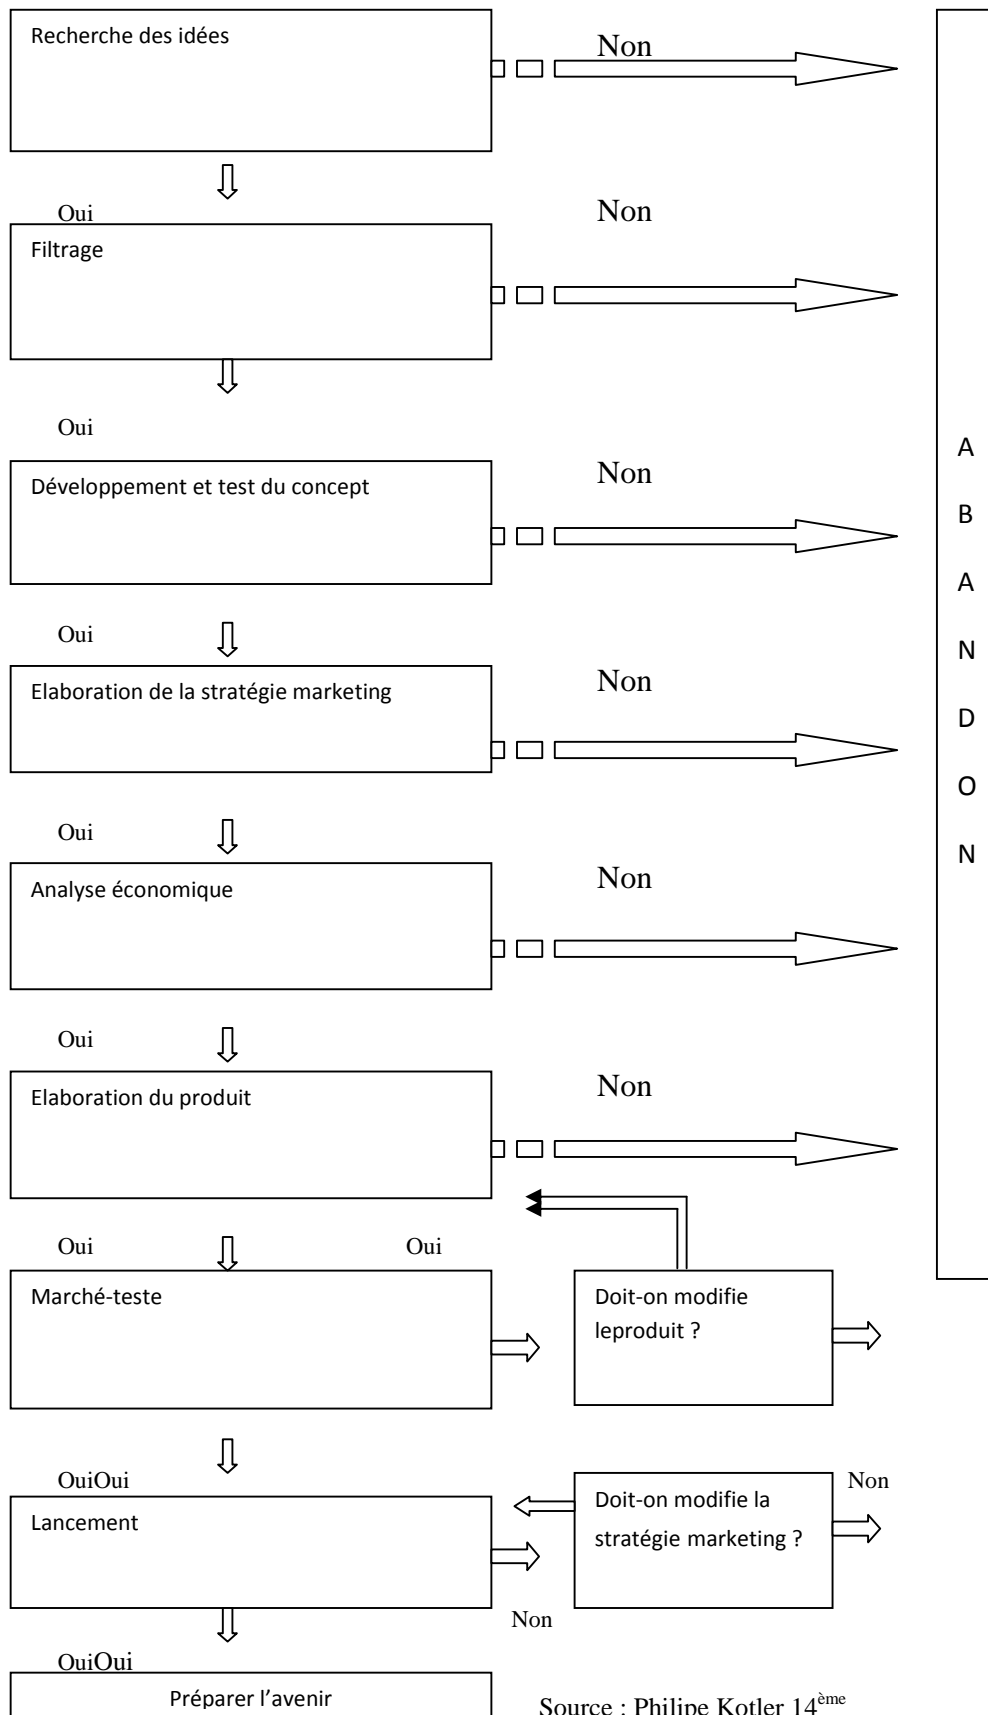 Recherche des idées
Non
Oui
Non
Filtrage
Oui
Non
Développement et test du concept
Oui
Non
Elaboration de la stratégie marketing
Oui
Non
Analyse économique
Oui
Non
Elaboration du produit
A
B
A
N
D
O
N
Oui
Oui
Marché-teste
Doit-on modifie
leproduit ?
OuiOui
Non
Lancement
Doit-on modifie la
stratégie marketing ?
Non
OuiOui
Préparer l’avenir
Source : Philipe Kotler 14ème